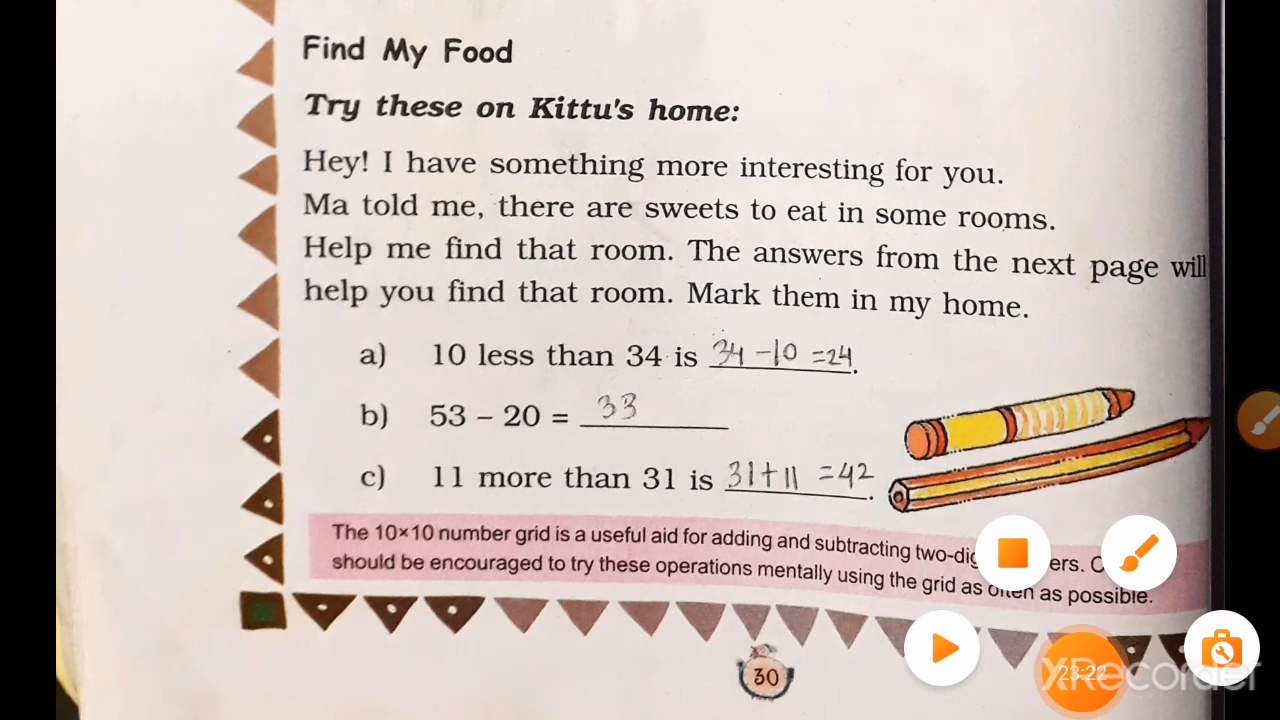 Find My Food
Try these on Kittu's home:
Hey! I have something more interesting for you.
Ma told me, there are sweets to eat in some rooms.
Help me find that room. The answers from the next page will
help you find that room. Mark them in my home.
a) 10 less than 34 is 34 - 10 = 24.
b) 53 – 20 = 33
c) 11 more than 31 is 31 + 11 = 42.
The 10×10 number grid is a useful aid for adding and subtracting
should be encouraged to try these operations mentally using the grid as often as possible.
30
23:22
XRecorder